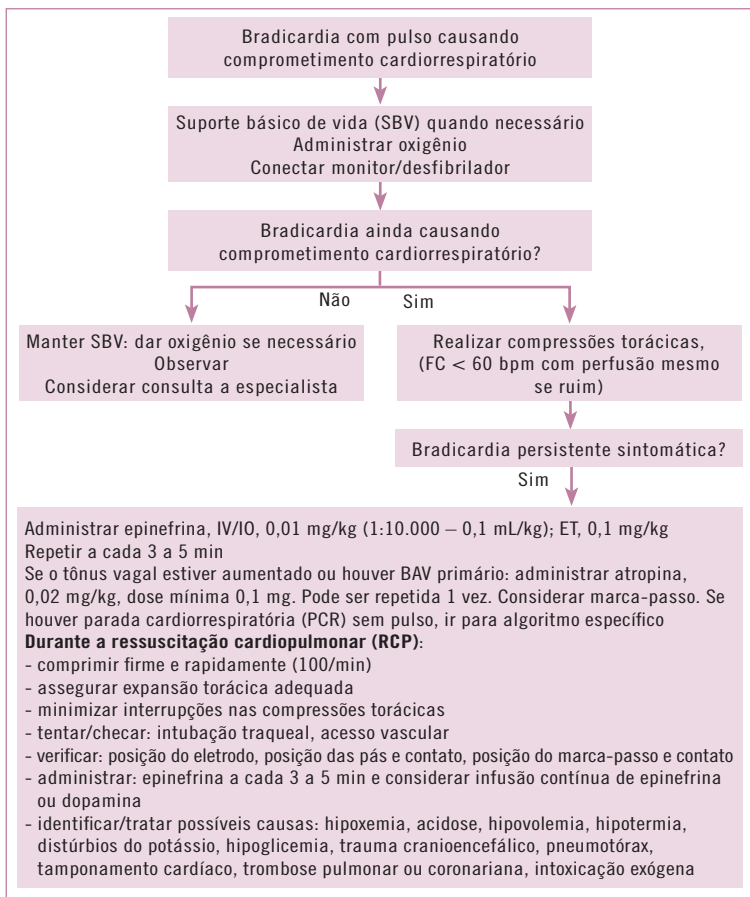 Bradicardia com pulso causando
comprometimento cardiorrespiratório
Suporte básico de vida (SBV) quando necessário
Administrar oxigênio
Conectar monitor/desfibrilador
Bradicardia ainda causando
comprometimento cardiorrespiratório?
Não Sim
Manter SBV: dar oxigênio se necessário
Observar
Considerar consulta a especialista
Realizar compressões torácicas,
(FC < 60 bpm com perfusão mesmo
se ruim)
Bradicardia persistente sintomática?
Sim
Administrar epinefrina, IV/IO, 0,01 mg/kg (1:10.000 – 0,1 mL/kg); ET, 0,1 mg/kg
Repetir a cada 3 a 5 min
Se o tônus vagal estiver aumentado ou houver BAV primário: administrar atropina,
0,02 mg/kg, dose mínima 0,1 mg. Pode ser repetida 1 vez. Considerar marca-passo. Se
houver parada cardiorrespiratória (PCR) sem pulso, ir para algoritmo específico
Durante a ressuscitação cardiopulmonar (RCP):
- comprimir firme e rapidamente (100/min)
- assegurar expansão torácica adequada
- minimizar interrupções nas compressões torácicas
- tentar/checar: intubação traqueal, acesso vascular
- verificar: posição do eletrodo, posição das pás e contato, posição do marca-passo e contato
- administrar: epinefrina a cada 3 a 5 min e considerar infusão contínua de epinefrina
ou dopamina
- identificar/tratar possíveis causas: hipoxemia, acidose, hipovolemia, hipotermia,
distúrbios do potássio, hipoglicemia, trauma cranioencefálico, pneumotórax,
tamponamento cardíaco, trombose pulmonar ou coronariana, intoxicação exógena